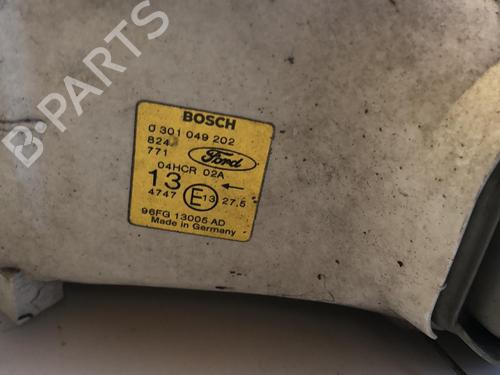 B-PARTS
BOSCH
0 301 049 202
824
771
Ford
04HCR 02A
13 ←
4747 E 13 27.5
96FG 13005 AD
Made in Germany